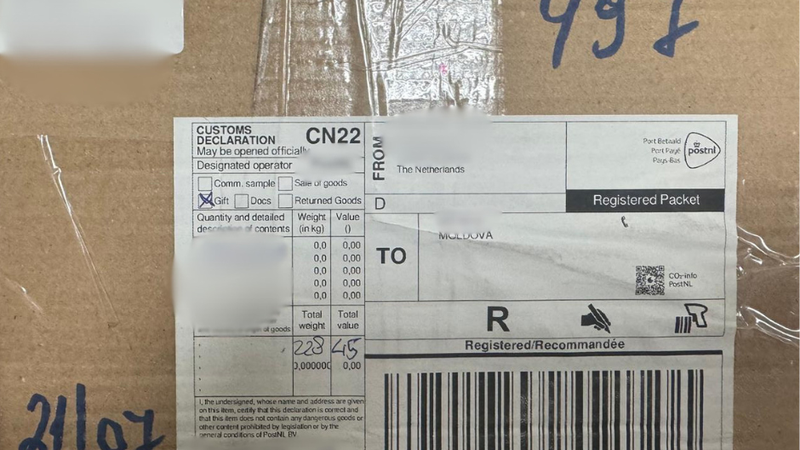 498
CUSTOMS
DECLARATION CN22
May be opened officially
Designated operator
Comm. sample Sale of goods
Gift Docs Returned Goods
Quantity and detailed Weight Value
of contents (in kg) ()
0,0 0,00
0,0 0,00
0,0 0,00
0,0 0,00
0,0 0,00
Total Total
of goods weight value
228 45
0,00
I, the undersigned, whose name and address are given
on this item, certify that this declaration is correct and
that this item does not contain any dangerous goods or
other content prohibited by legislation or by the
general conditions of PostNL BV
FROM
The Netherlands
D
Port Betaald
Port Payé
Pays-Bas
postnl
Registered Packet
TO
MOLDOVA
CO₂-info
PostNL
R
Registered/Recommandée
21/07